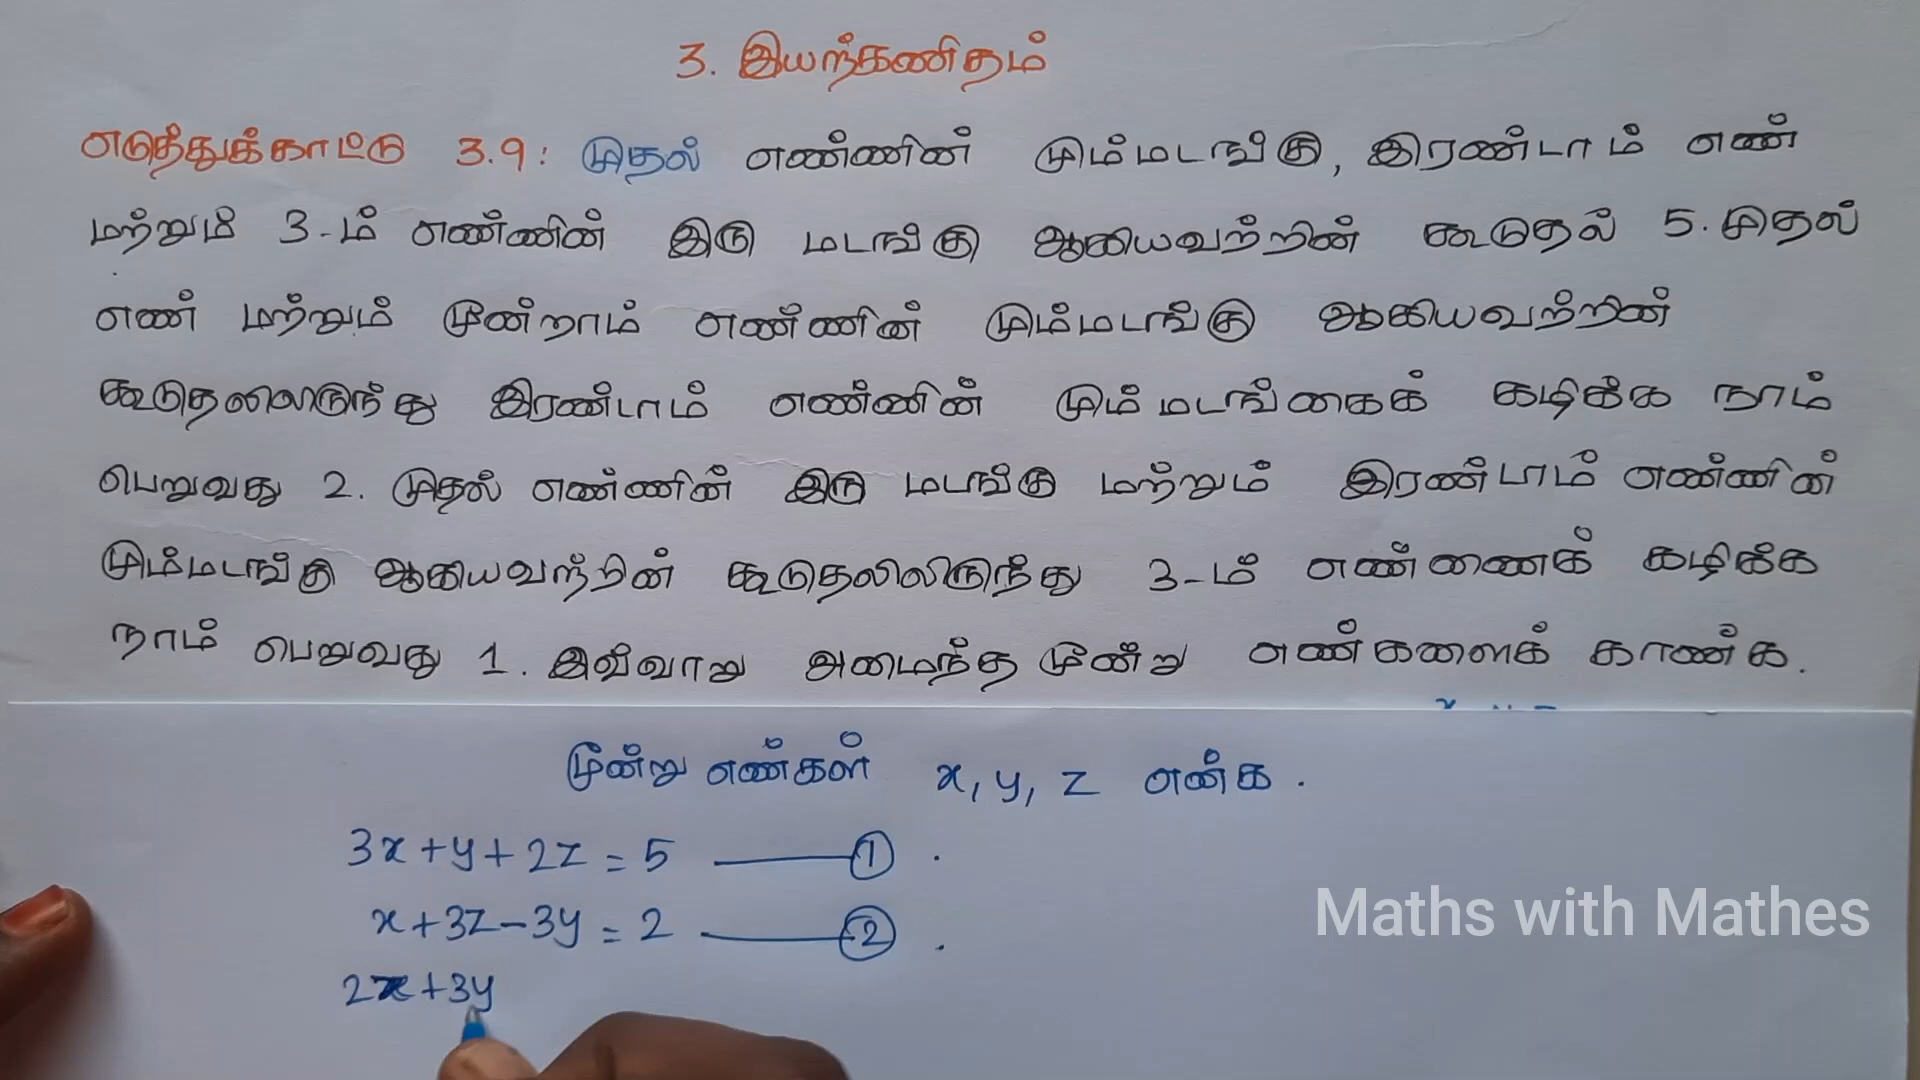 3. இயற்கணிதம்
எடுத்துக்காட்டு 3.9: முதல் எண்ணின் மும்மடங்கு, இரண்டாம் எண்
மற்றும் 3-ம் எண்ணின் இரு மடங்கு ஆகியவற்றின் கூடுதல் 5. முதல்
எண் மற்றும் மூன்றாம் எண்ணின் மும்மடங்கு ஆகியவற்றின்
கூடுதலிலிருந்து இரண்டாம் எண்ணின் மும்மடங்கைக் கழிக்க நாம்
பெறுவது 2. முதல் எண்ணின் இரு மடங்கு மற்றும் இரண்டாம் எண்ணின்
மும்மடங்கு ஆகியவற்றின் கூடுதலிலிருந்து 3-ம் எண்ணைக் கழிக்க
நாம் பெறுவது 1. இவ்வாறு அமைந்த மூன்று எண்களைக் காண்க.
மூன்று எண்கள் x, y, z என்க.
3x+y+2z=5 —— ①
x+3z-3y=2 —— ②
2x+3y
Maths with Mathes